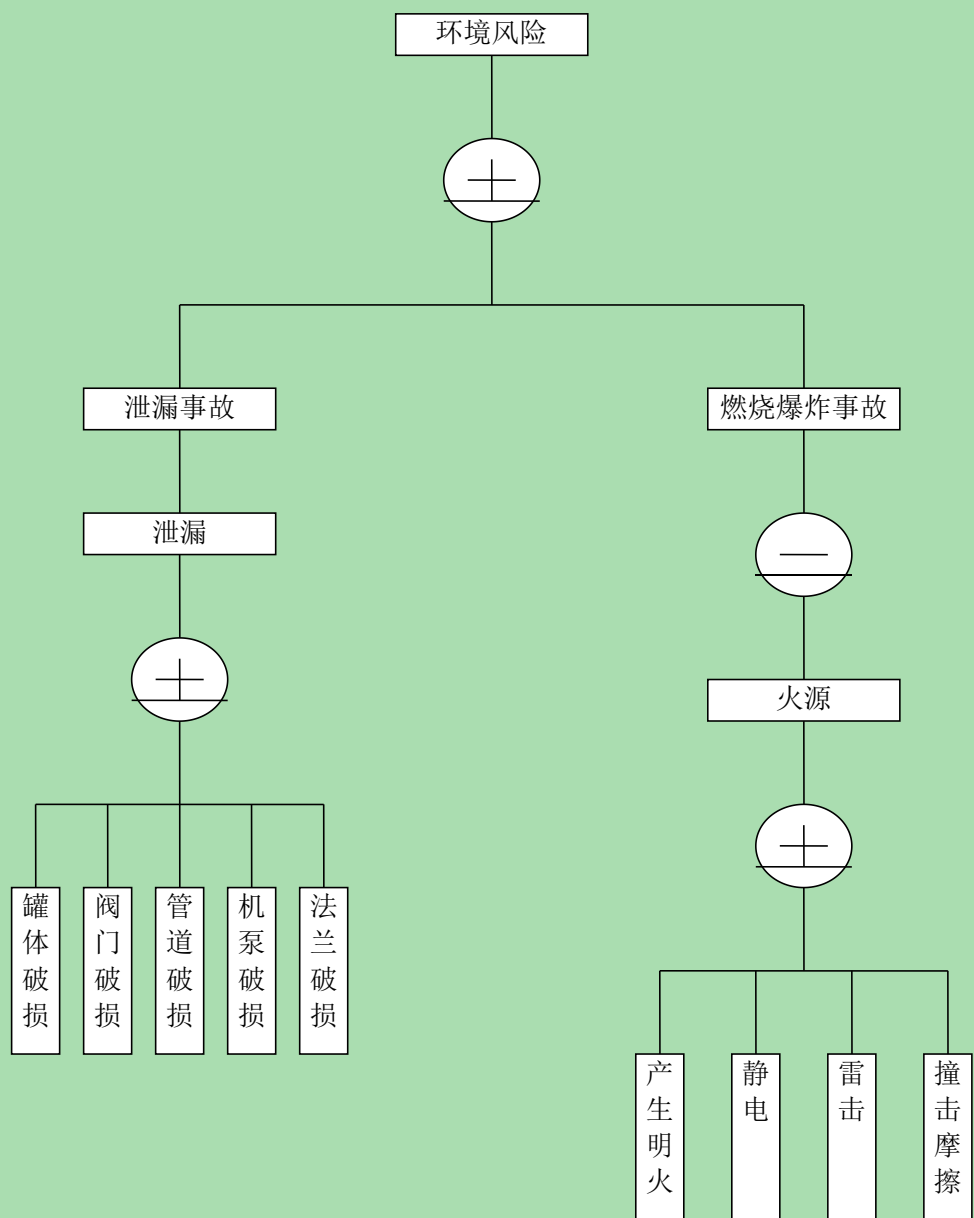 环境风险
泄漏事故
燃烧爆炸事故
泄漏
火源
罐体破损
阀门破损
管道破损
机泵破损
法兰破损
产生明火
静电
雷击
撞击摩擦